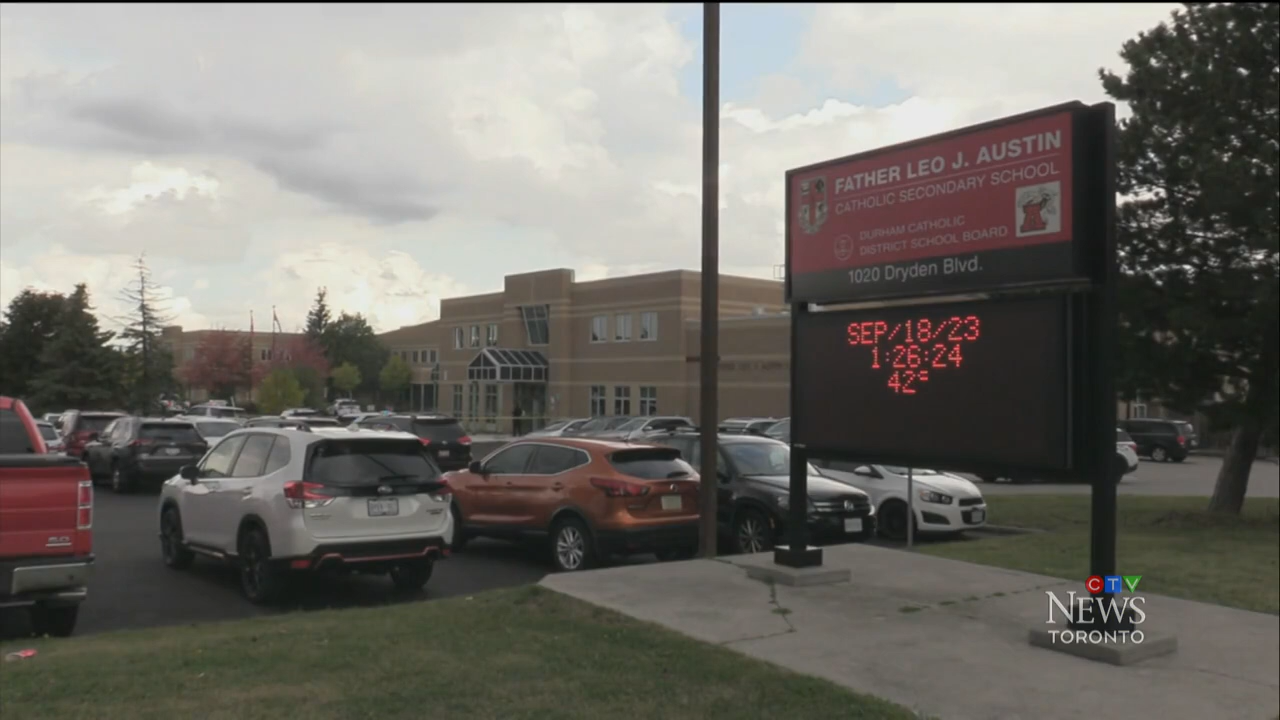 FATHER LEO J. AUSTIN
CATHOLIC SECONDARY SCHOOL
DURHAM CATHOLIC
DISTRICT SCHOOL BOARD
1020 Dryden Blvd.
SEP/18/23
1:26:24
42°
CTV
NEWS
TORONTO